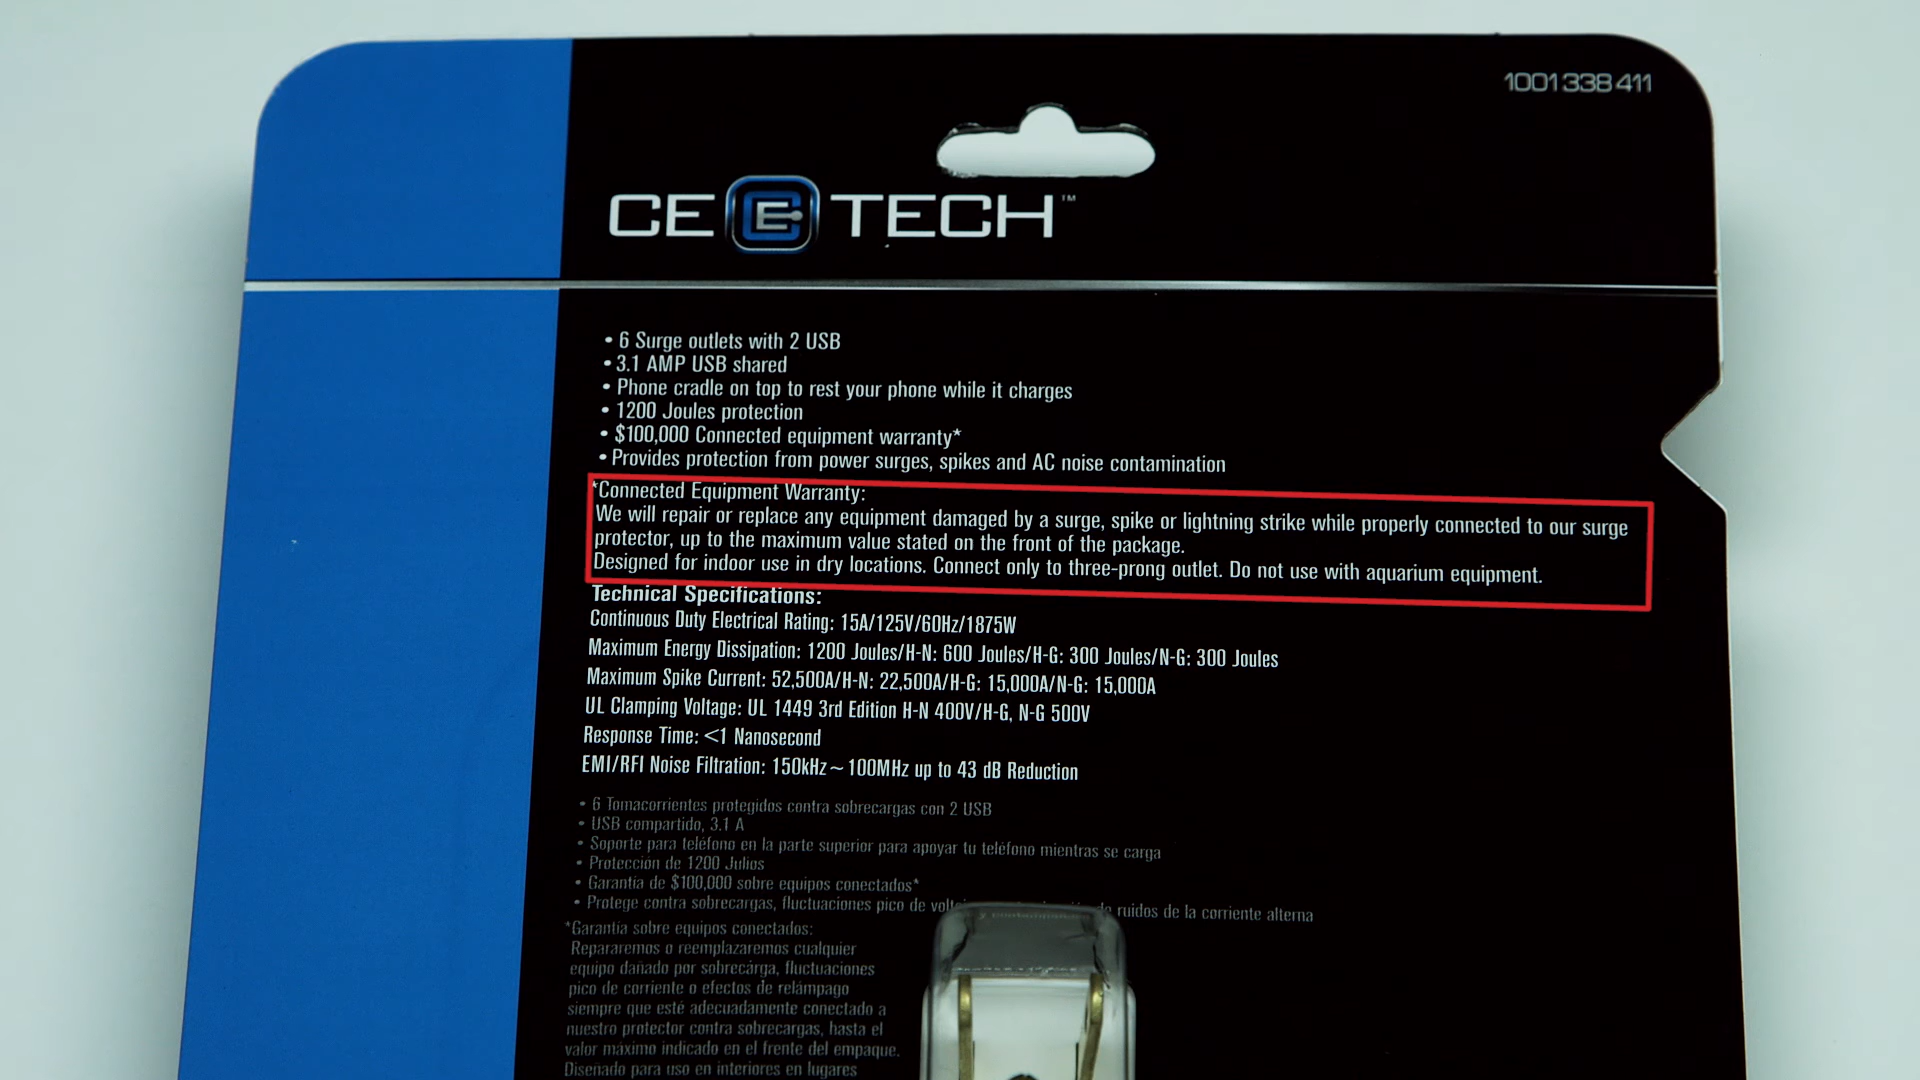 1001338411
CE TECH™
• 6 Surge outlets with 2 USB
• 3.1 AMP USB shared
• Phone cradle on top to rest your phone while it charges
• 1200 Joules protection
• $100,000 Connected equipment warranty*
• Provides protection from power surges, spikes and AC noise contamination
*Connected Equipment Warranty:
We will repair or replace any equipment damaged by a surge, spike or lightning strike while properly connected to our surge
protector, up to the maximum value stated on the front of the package.
Designed for indoor use in dry locations. Connect only to three-prong outlet. Do not use with aquarium equipment.
Technical Specifications:
Continuous Duty Electrical Rating: 15A/125V/60Hz/1875W
Maximum Energy Dissipation: 1200 Joules/H-N: 600 Joules/H-G: 300 Joules/N-G: 300 Joules
Maximum Spike Current: 52,500A/H-N: 22,500A/H-G: 15,000A/N-G: 15,000A
UL Clamping Voltage: UL 1449 3rd Edition H-N 400V/H-G, N-G 500V
Response Time: <1 Nanosecond
EMI/RFI Noise Filtration: 150kHz~100MHz up to 43 dB Reduction
• 6 Tomacorrientes protegidos contra sobrecargas con 2 USB
• USB compartido, 3.1 A
• Soporte para teléfono en la parte superior para apoyar tu teléfono mientras se carga
• Protección de 1200 Julios
• Garantía de $100,000 sobre equipos conectados*
• Protege contra sobrecargas, fluctuaciones pico de ruidos de la corriente alterna
*Garantía sobre equipos conectados:
Repararemos o reemplazaremos cualquier
equipo dañado por sobrecárga, fluctuaciones
pico de corriente o efectos de relámpago
siempre que esté adecuadamente conectado a
nuestro protector contra sobrecargas, hasta el
valor máximo indicado en el frente del empaque.
Diseñado para uso en interiores en lugares